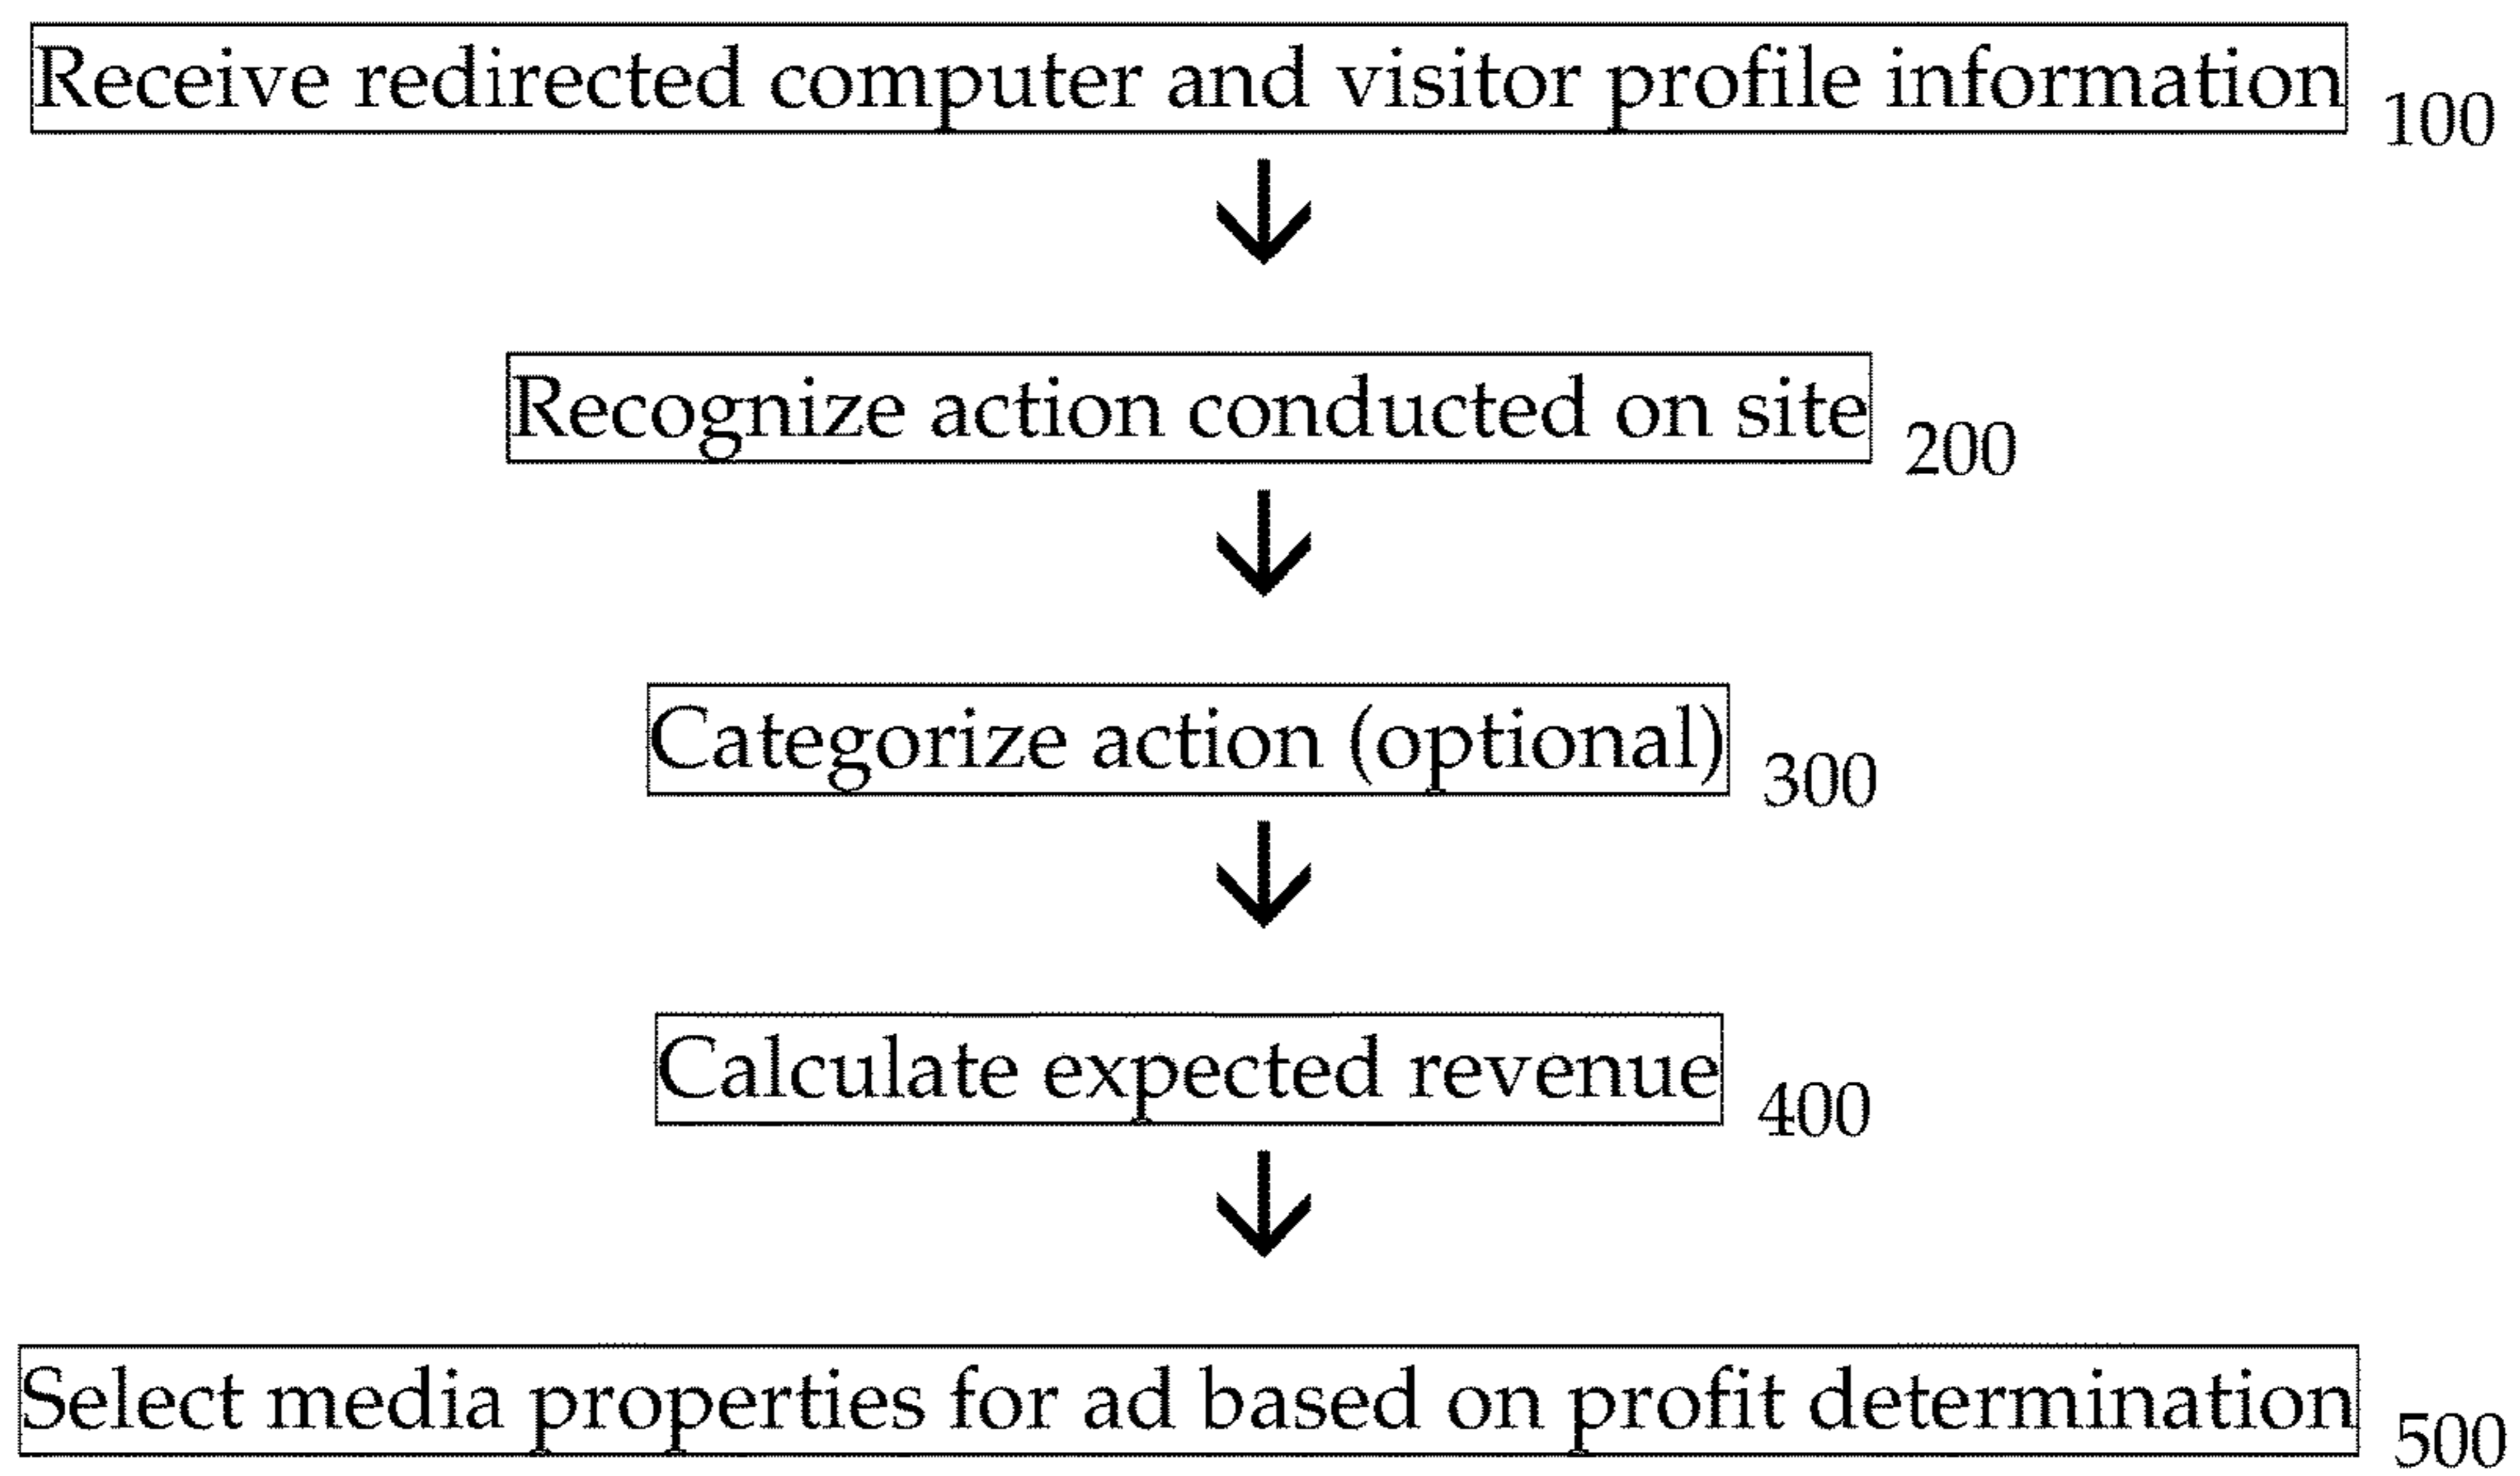 Receive redirected computer and visitor profile information 100
Recognize action conducted on site 200
Categorize action (optional) 300
Calculate expected revenue 400
Select media properties for ad based on profit determination 500